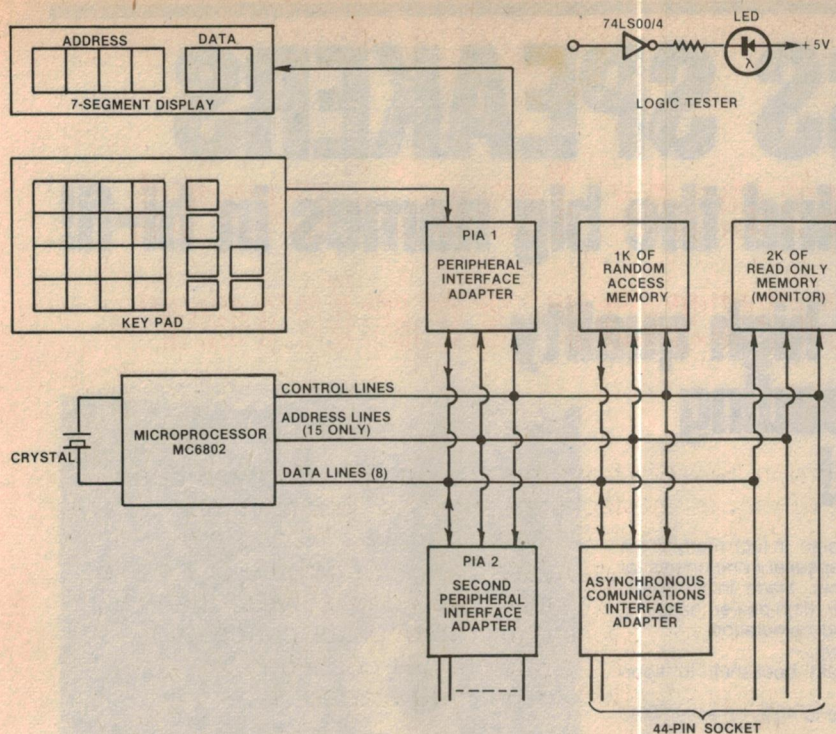 ADDRESS
DATA
7-SEGMENT DISPLAY
74LS00/4
LED
λ
+5V
LOGIC TESTER
KEY PAD
PIA 1
PERIPHERAL
INTERFACE
ADAPTER
1K OF
RANDOM
ACCESS
MEMORY
2K OF
READ ONLY
MEMORY
(MONITOR)
CRYSTAL
MICROPROCESSOR
MC6802
CONTROL LINES
ADDRESS LINES
(15 ONLY)
DATA LINES (8)
PIA 2
SECOND
PERIPHERAL
INTERFACE
ADAPTER
ASYNCHRONOUS
COMUNICATIONS
INTERFACE
ADAPTER
44-PIN SOCKET